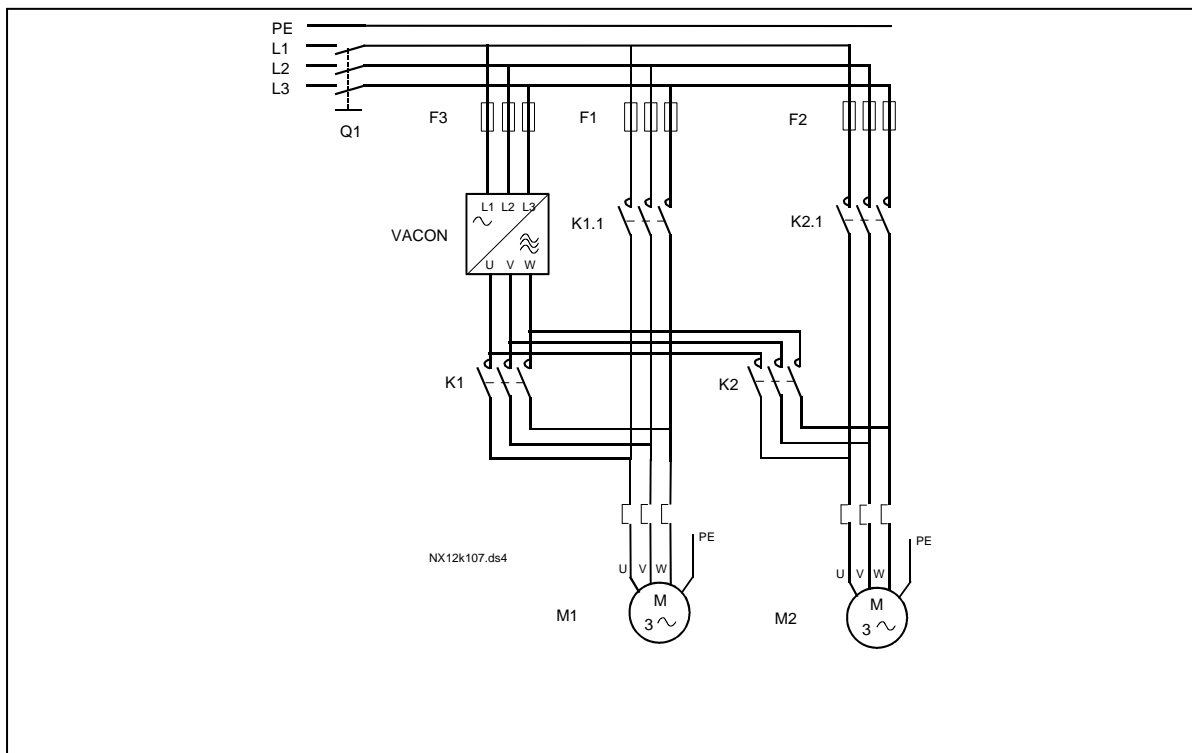 PE
L1
L2
L3
Q1
F3
F1
F2
L1 L2 L3
VACON
U V W
K1.1
K2.1
K1
K2
NX12k107.ds4
PE
U V W
M1
M
3
PE
U V W
M2
M
3